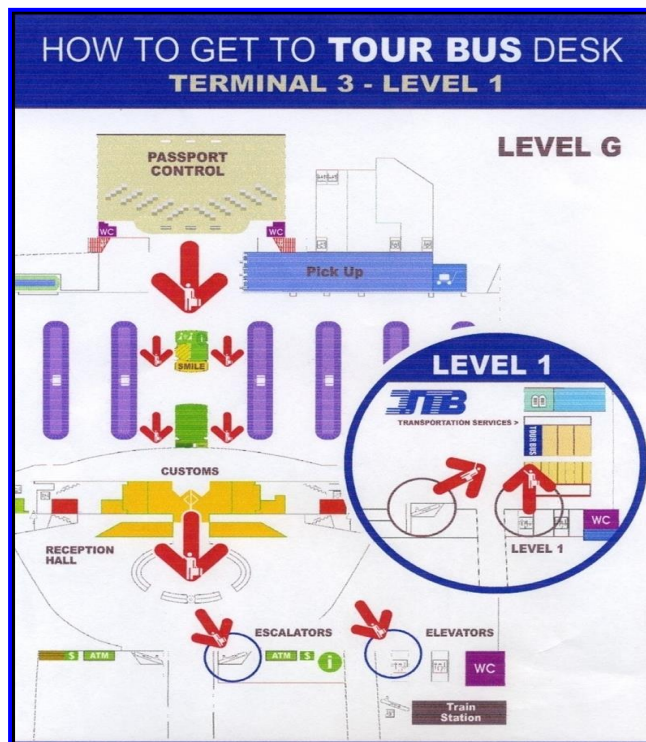 HOW TO GET TO TOUR BUS DESK
TERMINAL 3 - LEVEL 1
LEVEL G
PASSPORT
CONTROL
WC
WC
Pick Up
SMILE
LEVEL 1
TRANSPORTATION SERVICES >
TOUR BUS
CUSTOMS
WC
LEVEL 1
RECEPTION
HALL
ESCALATORS
ELEVATORS
$ ATM
ATM $
i
WC
Train
Station